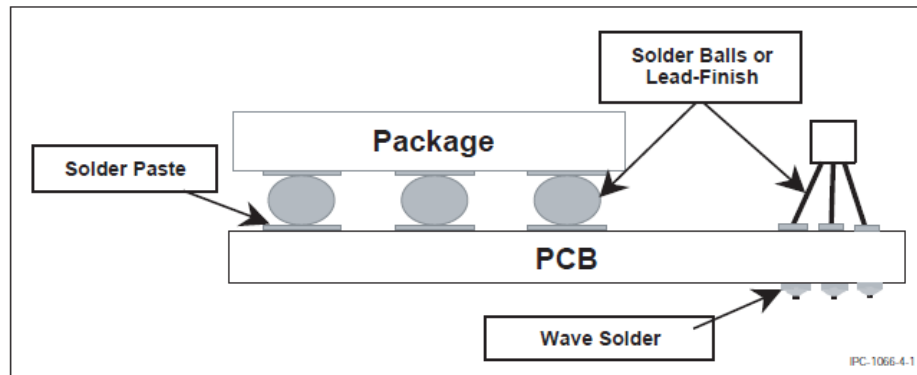 Solder Balls or
Lead-Finish
Package
Solder Paste
PCB
Wave Solder
IPC-1066-4-1